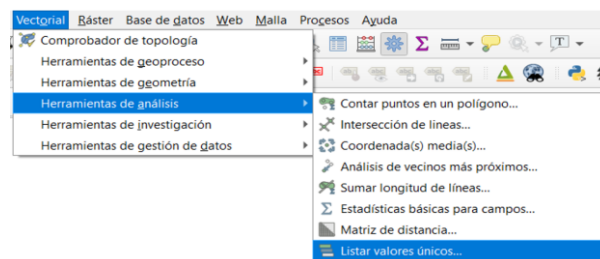 Vectorial Ráster Base de datos Web Malla Procesos Ayuda
Comprobador de topología
Herramientas de geoproceso
Herramientas de geometría
Herramientas de análisis
Herramientas de investigación
Herramientas de gestión de datos
Contar puntos en un polígono...
Intersección de líneas...
Coordenada(s) media(s)...
Análisis de vecinos más próximos...
Sumar longitud de líneas...
Estadísticas básicas para campos...
Matriz de distancia...
Listar valores únicos...